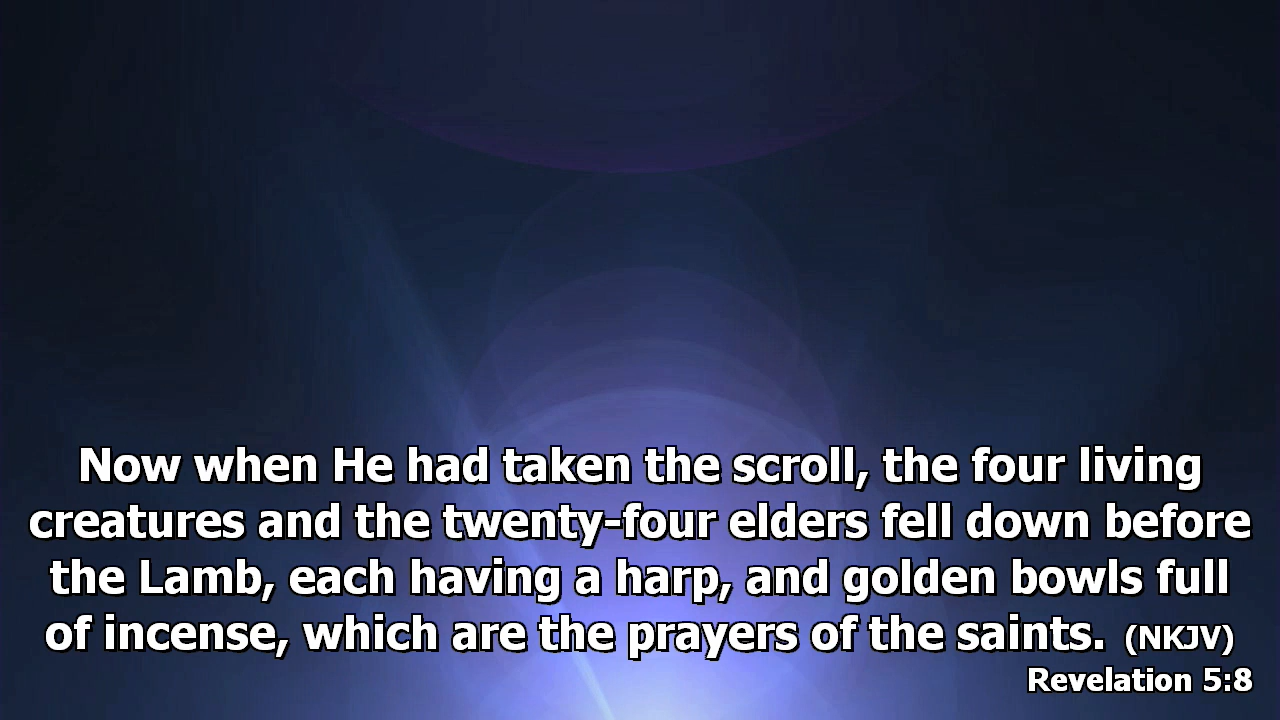 Now when He had taken the scroll, the four living
creatures and the twenty-four elders fell down before
the Lamb, each having a harp, and golden bowls full
of incense, which are the prayers of the saints. (NKJV)
Revelation 5:8